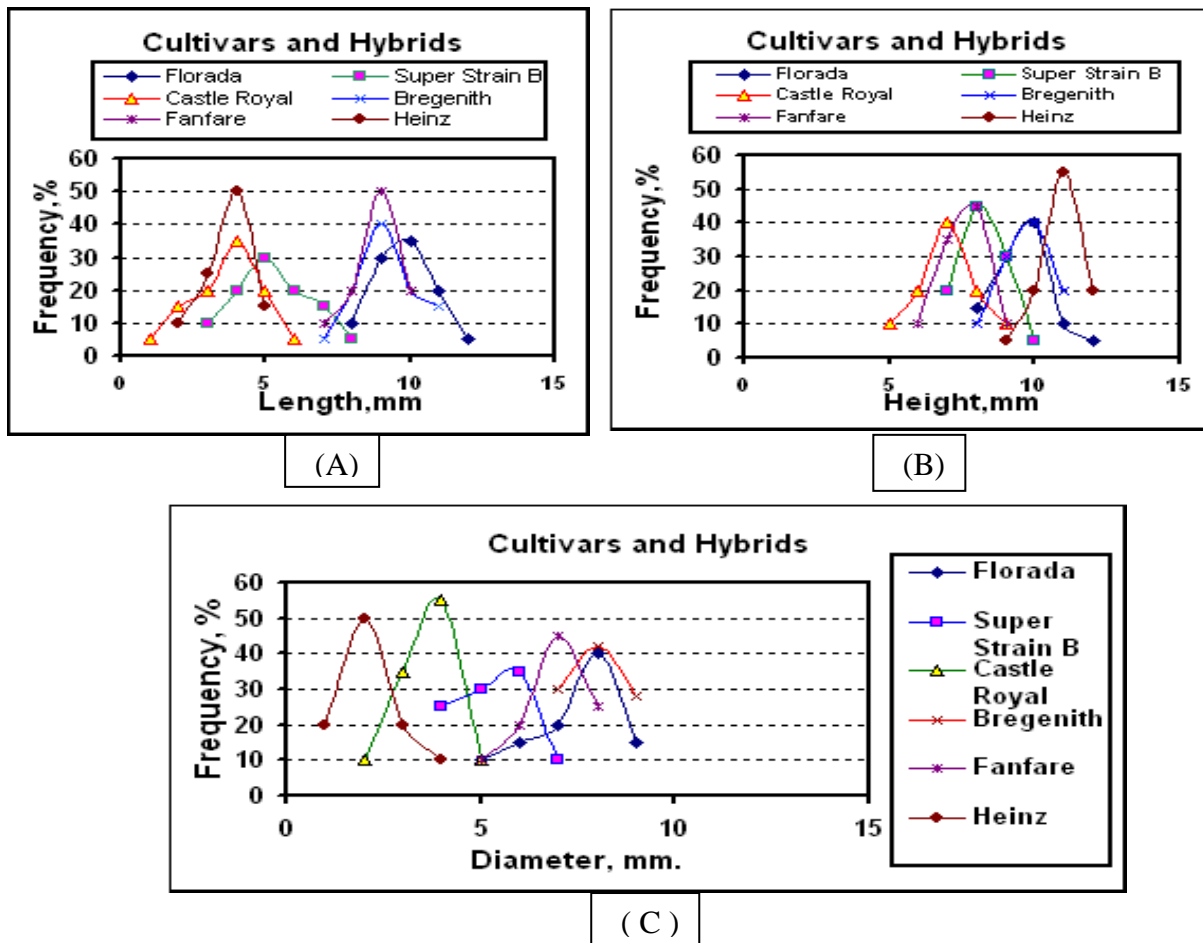 Cultivars and Hybrids
Florada
Super Strain B
Castle Royal
Bregenith
Fanfare
Heinz
60
50
40
30
20
10
0
Frequency,%
0 5 10 15
Length,mm
(A)
Cultivars and Hybrids
Florada
Super Strain B
Castle Royal
Bregenith
Fanfare
Heinz
60
50
40
30
20
10
0
Frequency,%
0 5 10 15
Height,mm
(B)
Cultivars and Hybrids
60
50
40
30
20
10
0
Frequency, %
0 5 10 15
Diameter, mm.
Florada
Super
Strain B
Castle
Royal
Bregenith
Fanfare
Heinz
( C )